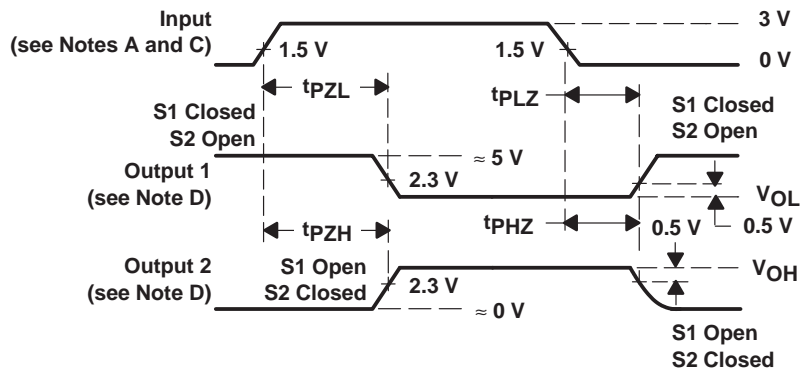 Input
(see Notes A and C)
3 V
1.5 V
1.5 V
0 V
tPZL
tPLZ
S1 Closed
S2 Open
S1 Closed
S2 Open
≈ 5 V
Output 1
(see Note D)
2.3 V
VOL
0.5 V
tPZH
tPHZ
0.5 V
Output 2
(see Note D)
S1 Open
S2 Closed
2.3 V
VOH
≈ 0 V
S1 Open
S2 Closed